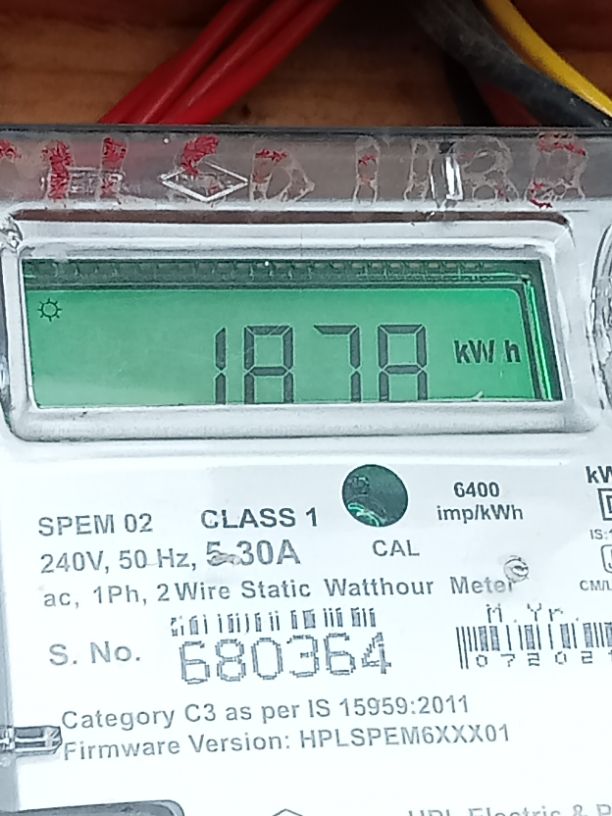 1878 kWh
SPEM 02 CLASS 1
6400
imp/kWh
240V, 50 Hz, 5-30A
CAL
ac, 1Ph, 2 Wire Static Watthour Meter
M. Yr.
S. No. 680364
Category C3 as per IS 15959:2011
Firmware Version: HPLSPEM6XXX01